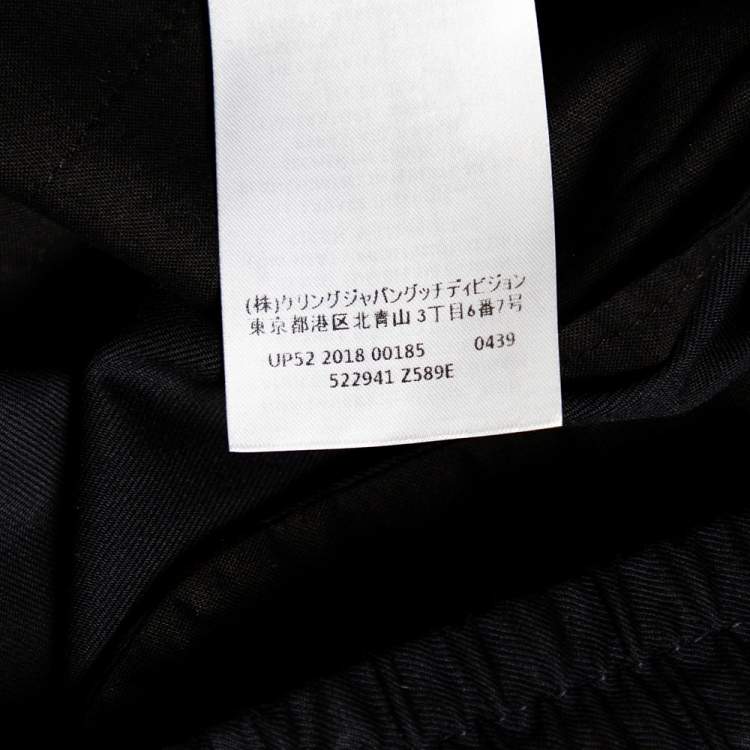 (株)ケリングジャパングッチディビジョン
東京都港区北青山3丁目6番7号
UP52 2018 00185 0439
522941 Z589E